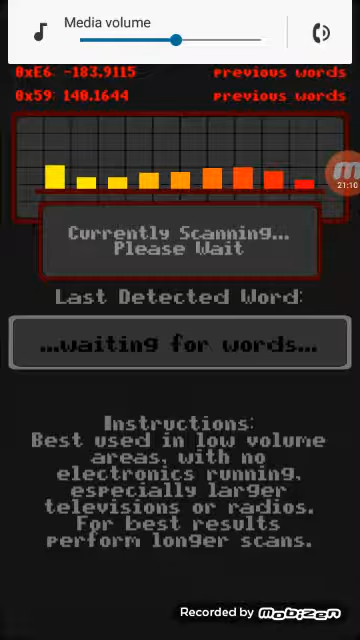 Media volume
0xE6: -183.9115 previous words
0x59: 140.1644 previous words
21:10
Currently Scanning...
Please Wait
Last Detected Word:
...waiting for words...
Instructions:
Best used in low volume
areas, with no
electronics running,
especially larger
televisions or radios.
For best results
perform longer scans.
Recorded by mobizen